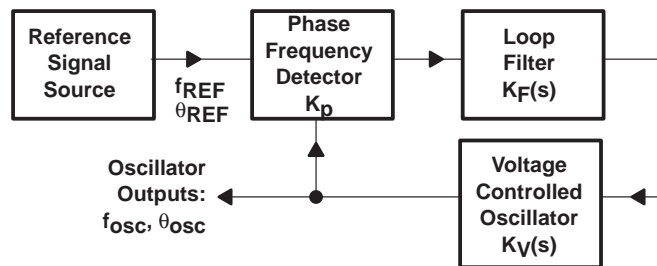 Reference
Signal
Source
f_REF
θ_REF
Phase
Frequency
Detector
K_p
Loop
Filter
K_F(s)
Oscillator
Outputs:
f_osc, θ_osc
Voltage
Controlled
Oscillator
K_V(s)